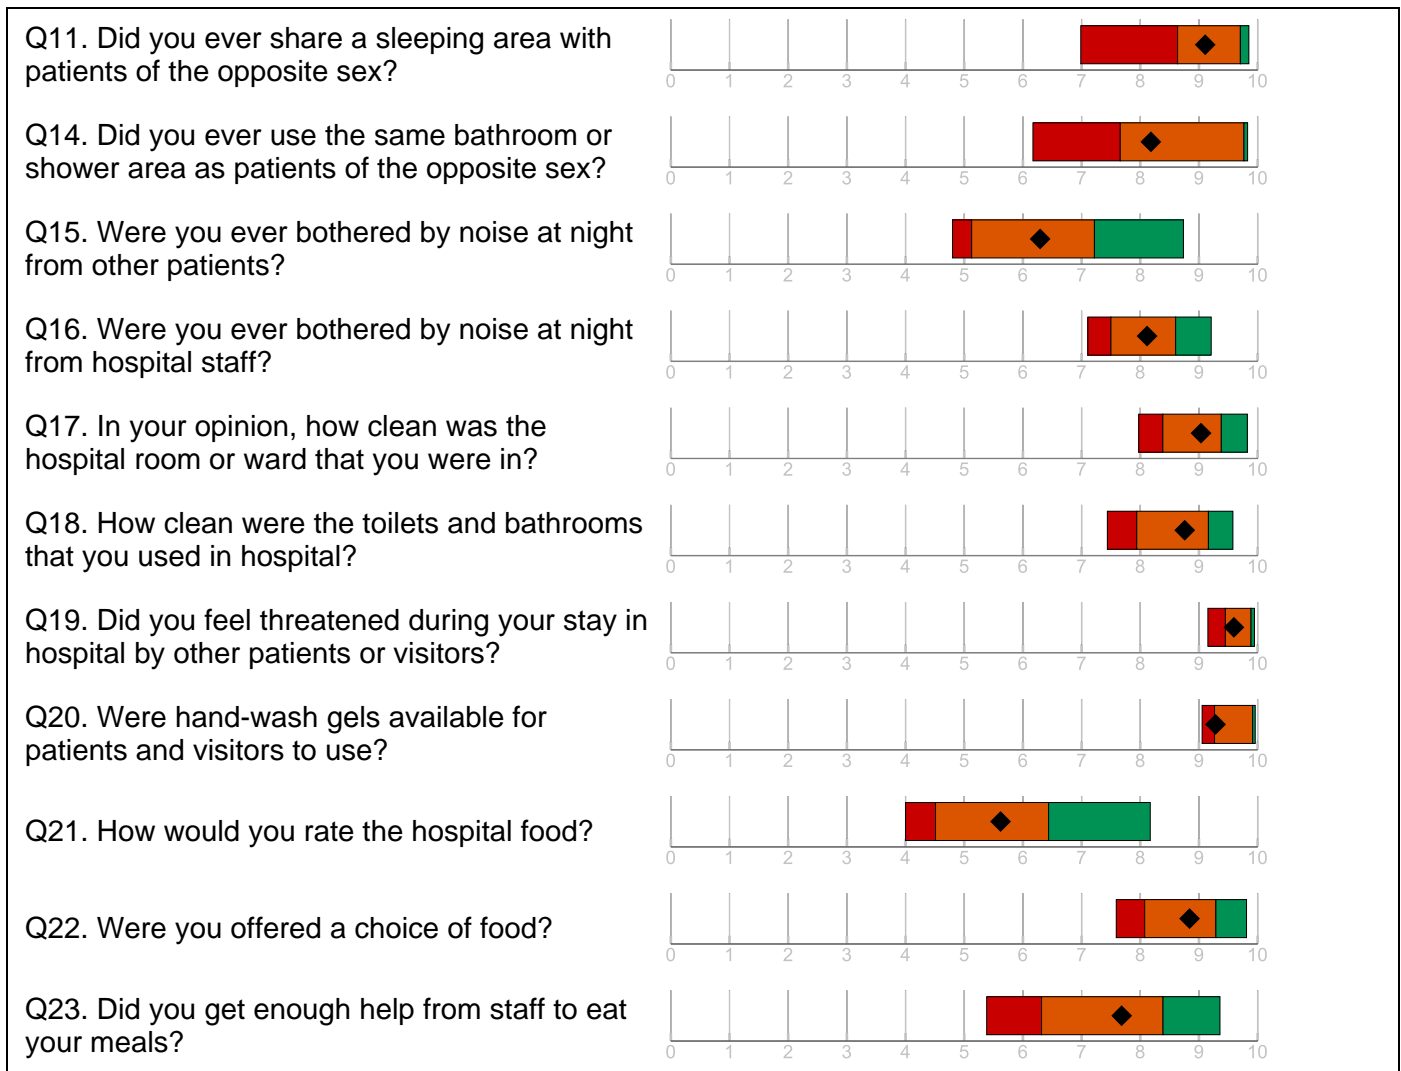 Q11. Did you ever share a sleeping area with
patients of the opposite sex?
0 1 2 3 4 5 6 7 8 9 10
Q14. Did you ever use the same bathroom or
shower area as patients of the opposite sex?
0 1 2 3 4 5 6 7 8 9 10
Q15. Were you ever bothered by noise at night
from other patients?
0 1 2 3 4 5 6 7 8 9 10
Q16. Were you ever bothered by noise at night
from hospital staff?
0 1 2 3 4 5 6 7 8 9 10
Q17. In your opinion, how clean was the
hospital room or ward that you were in?
0 1 2 3 4 5 6 7 8 9 10
Q18. How clean were the toilets and bathrooms
that you used in hospital?
0 1 2 3 4 5 6 7 8 9 10
Q19. Did you feel threatened during your stay in
hospital by other patients or visitors?
0 1 2 3 4 5 6 7 8 9 10
Q20. Were hand-wash gels available for
patients and visitors to use?
0 1 2 3 4 5 6 7 8 9 10
Q21. How would you rate the hospital food?
0 1 2 3 4 5 6 7 8 9 10
Q22. Were you offered a choice of food?
0 1 2 3 4 5 6 7 8 9 10
Q23. Did you get enough help from staff to eat
your meals?
0 1 2 3 4 5 6 7 8 9 10